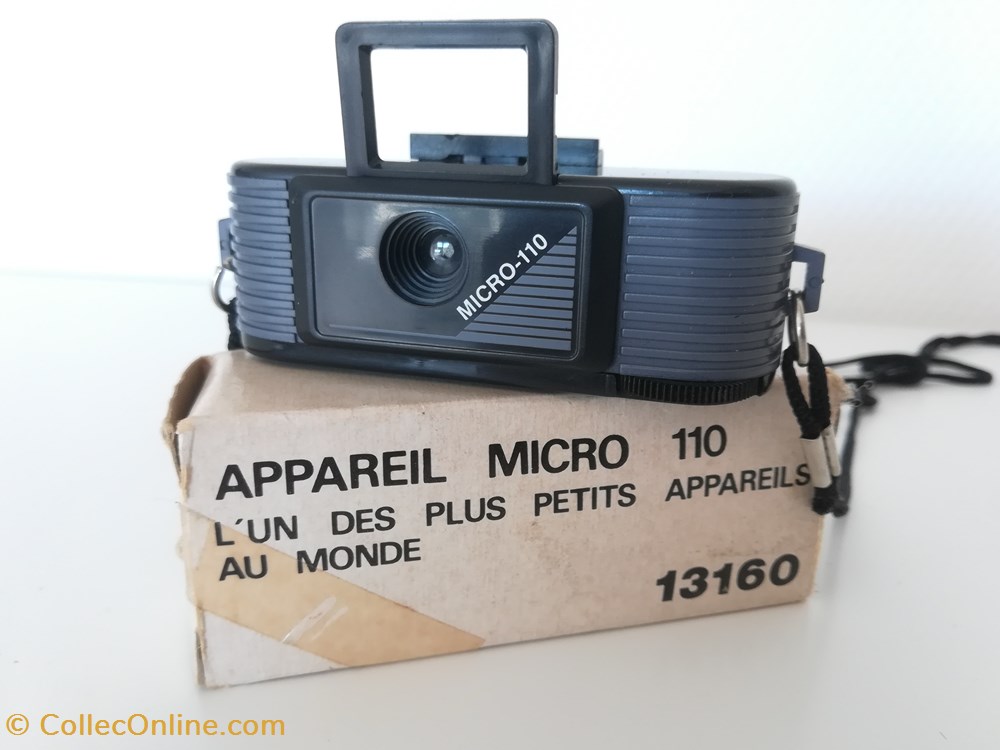 MICRO-110
APPAREIL MICRO 110
L'UN DES PLUS PETITS APPAREILS
AU MONDE
13160
© CollecOnline.com